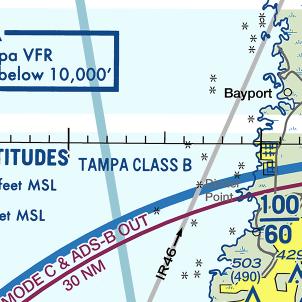 pa VFR
below 10,000'
Bayport
TITUDES
TAMPA CLASS B
feet MSL
et MSL
Point
100
60
MODE C & ADS-B OUT
30 NM
IR46
503
(490)
429